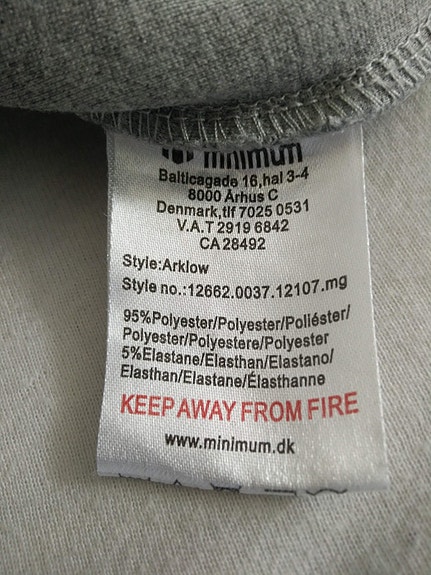 minimum
Balticagade 16,hal 3-4
8000 Århus C
Denmark,tlf 7025 0531
V.A.T 2919 6842
CA 28492
Style:Arklow
Style no.:12662.0037.12107.mg
95%Polyester/Polyester/Poliéster/
Polyester/Polyestere/Polyester
5%Elastane/Elasthan/Elastano/
Elasthan/Elastane/Élasthanne
KEEP AWAY FROM FIRE
www.minimum.dk